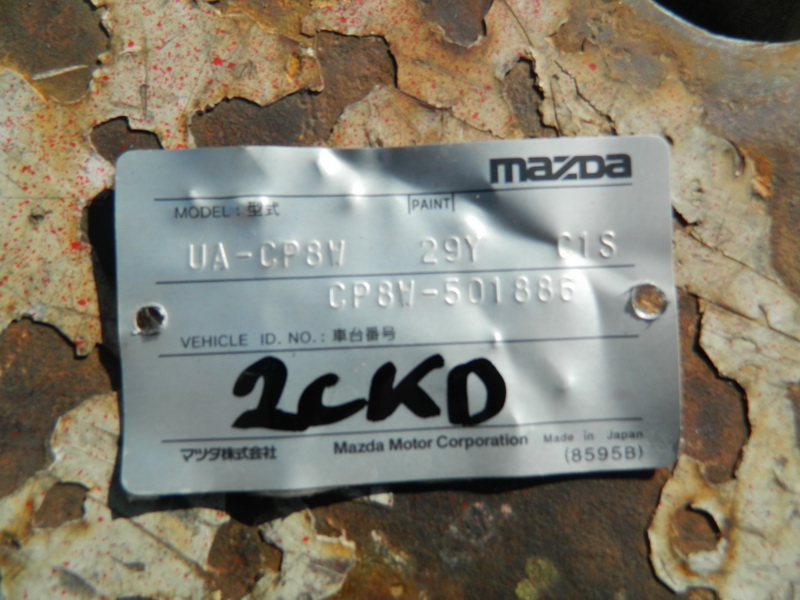 mazda
MODEL: 型式 PAINT
UA-CP8W 29Y C1S
CP8W-501886
VEHICLE ID. NO.: 車台番号
2CKD
マツダ株式会社 Mazda Motor Corporation Made in Japan
(8595B)